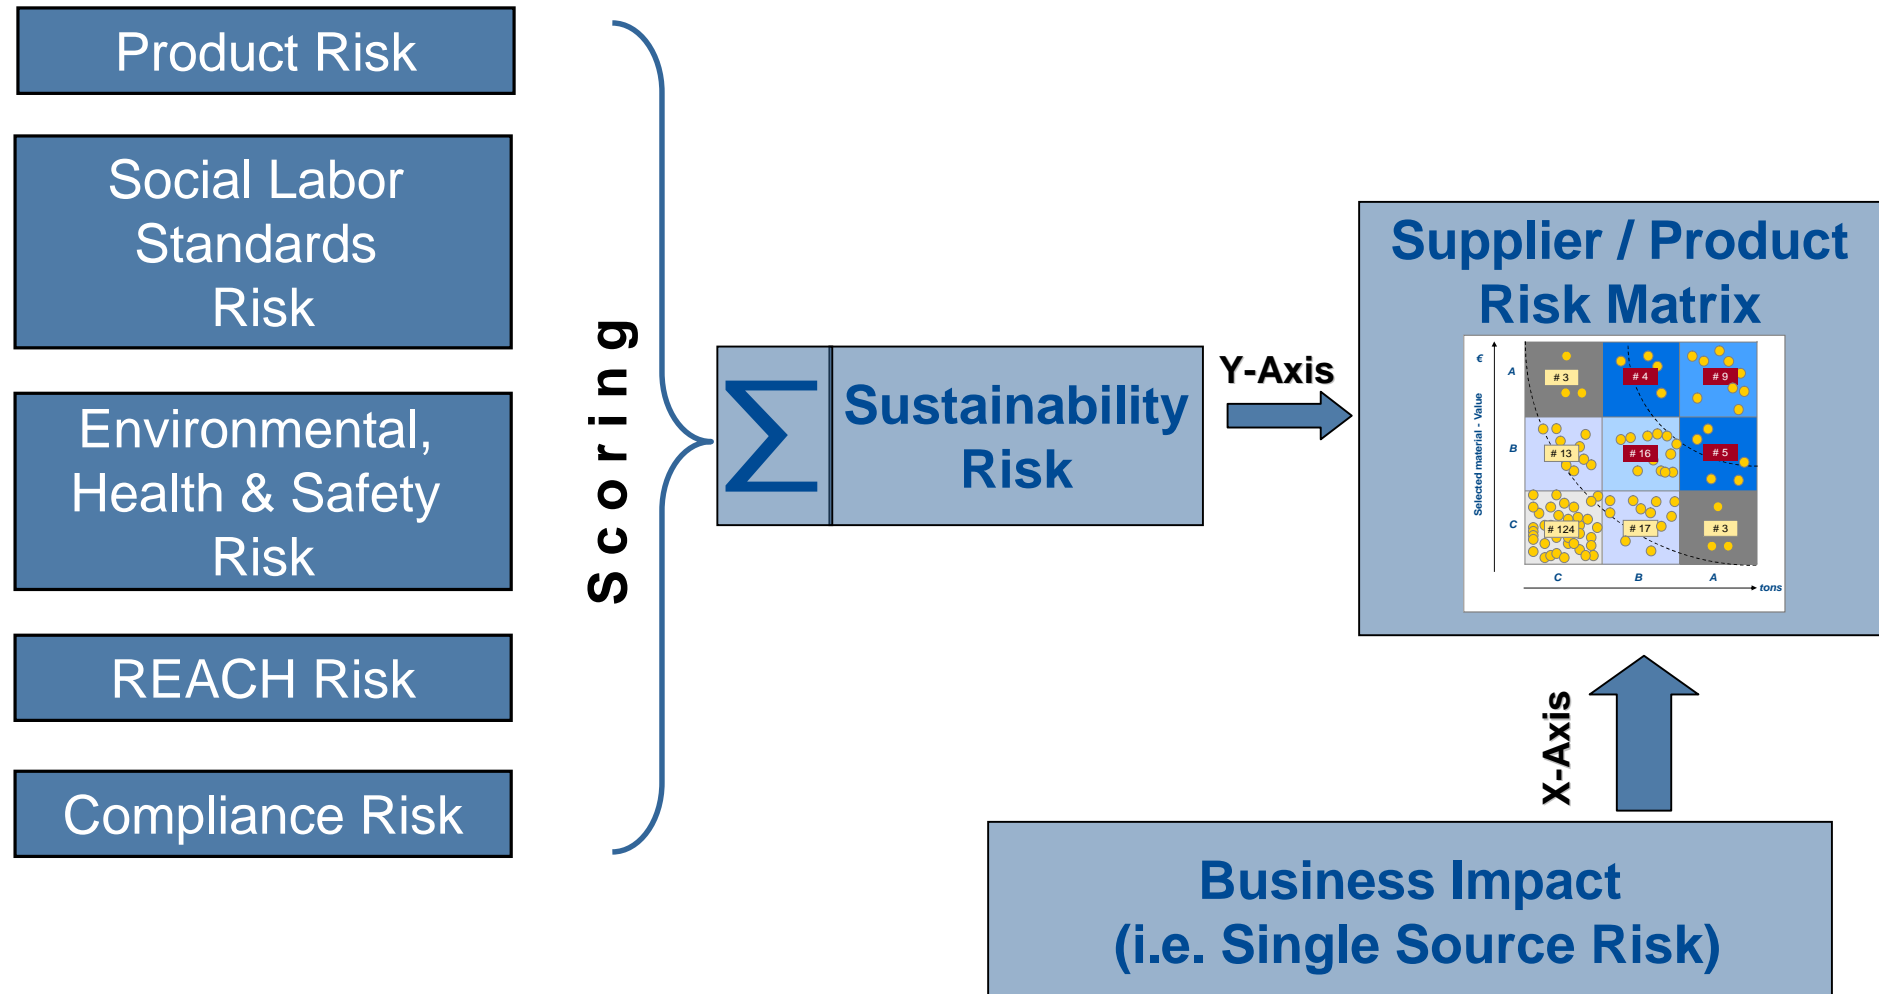 Product Risk
Social Labor
Standards
Risk
Environmental,
Health & Safety
Risk
REACH Risk
Compliance Risk
Scoring
∑
Sustainability
Risk
Y-Axis
Supplier / Product
Risk Matrix
€
Selected material - Value
A
# 3
# 4
# 9
B
# 13
# 16
# 5
C
# 124
# 17
# 3
C
B
A
tons
X-Axis
Business Impact
(i.e. Single Source Risk)